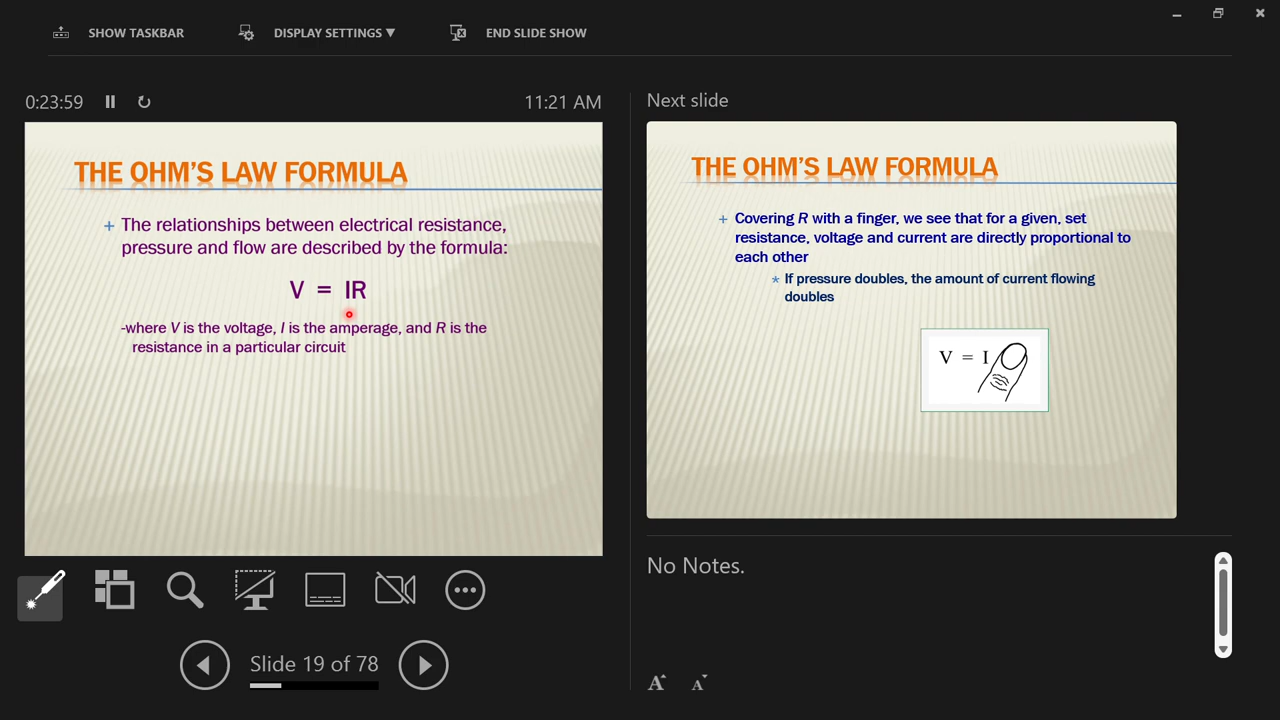 SHOW TASKBAR
DISPLAY SETTINGS ▼
END SLIDE SHOW
0:23:59
11:21 AM
THE OHM'S LAW FORMULA
The relationships between electrical resistance,
pressure and flow are described by the formula:
V = IR
-where V is the voltage, I is the amperage, and R is the
resistance in a particular circuit
Slide 19 of 78
Next slide
THE OHM'S LAW FORMULA
Covering R with a finger, we see that for a given, set
resistance, voltage and current are directly proportional to
each other
If pressure doubles, the amount of current flowing
doubles
V = I
No Notes.
A A